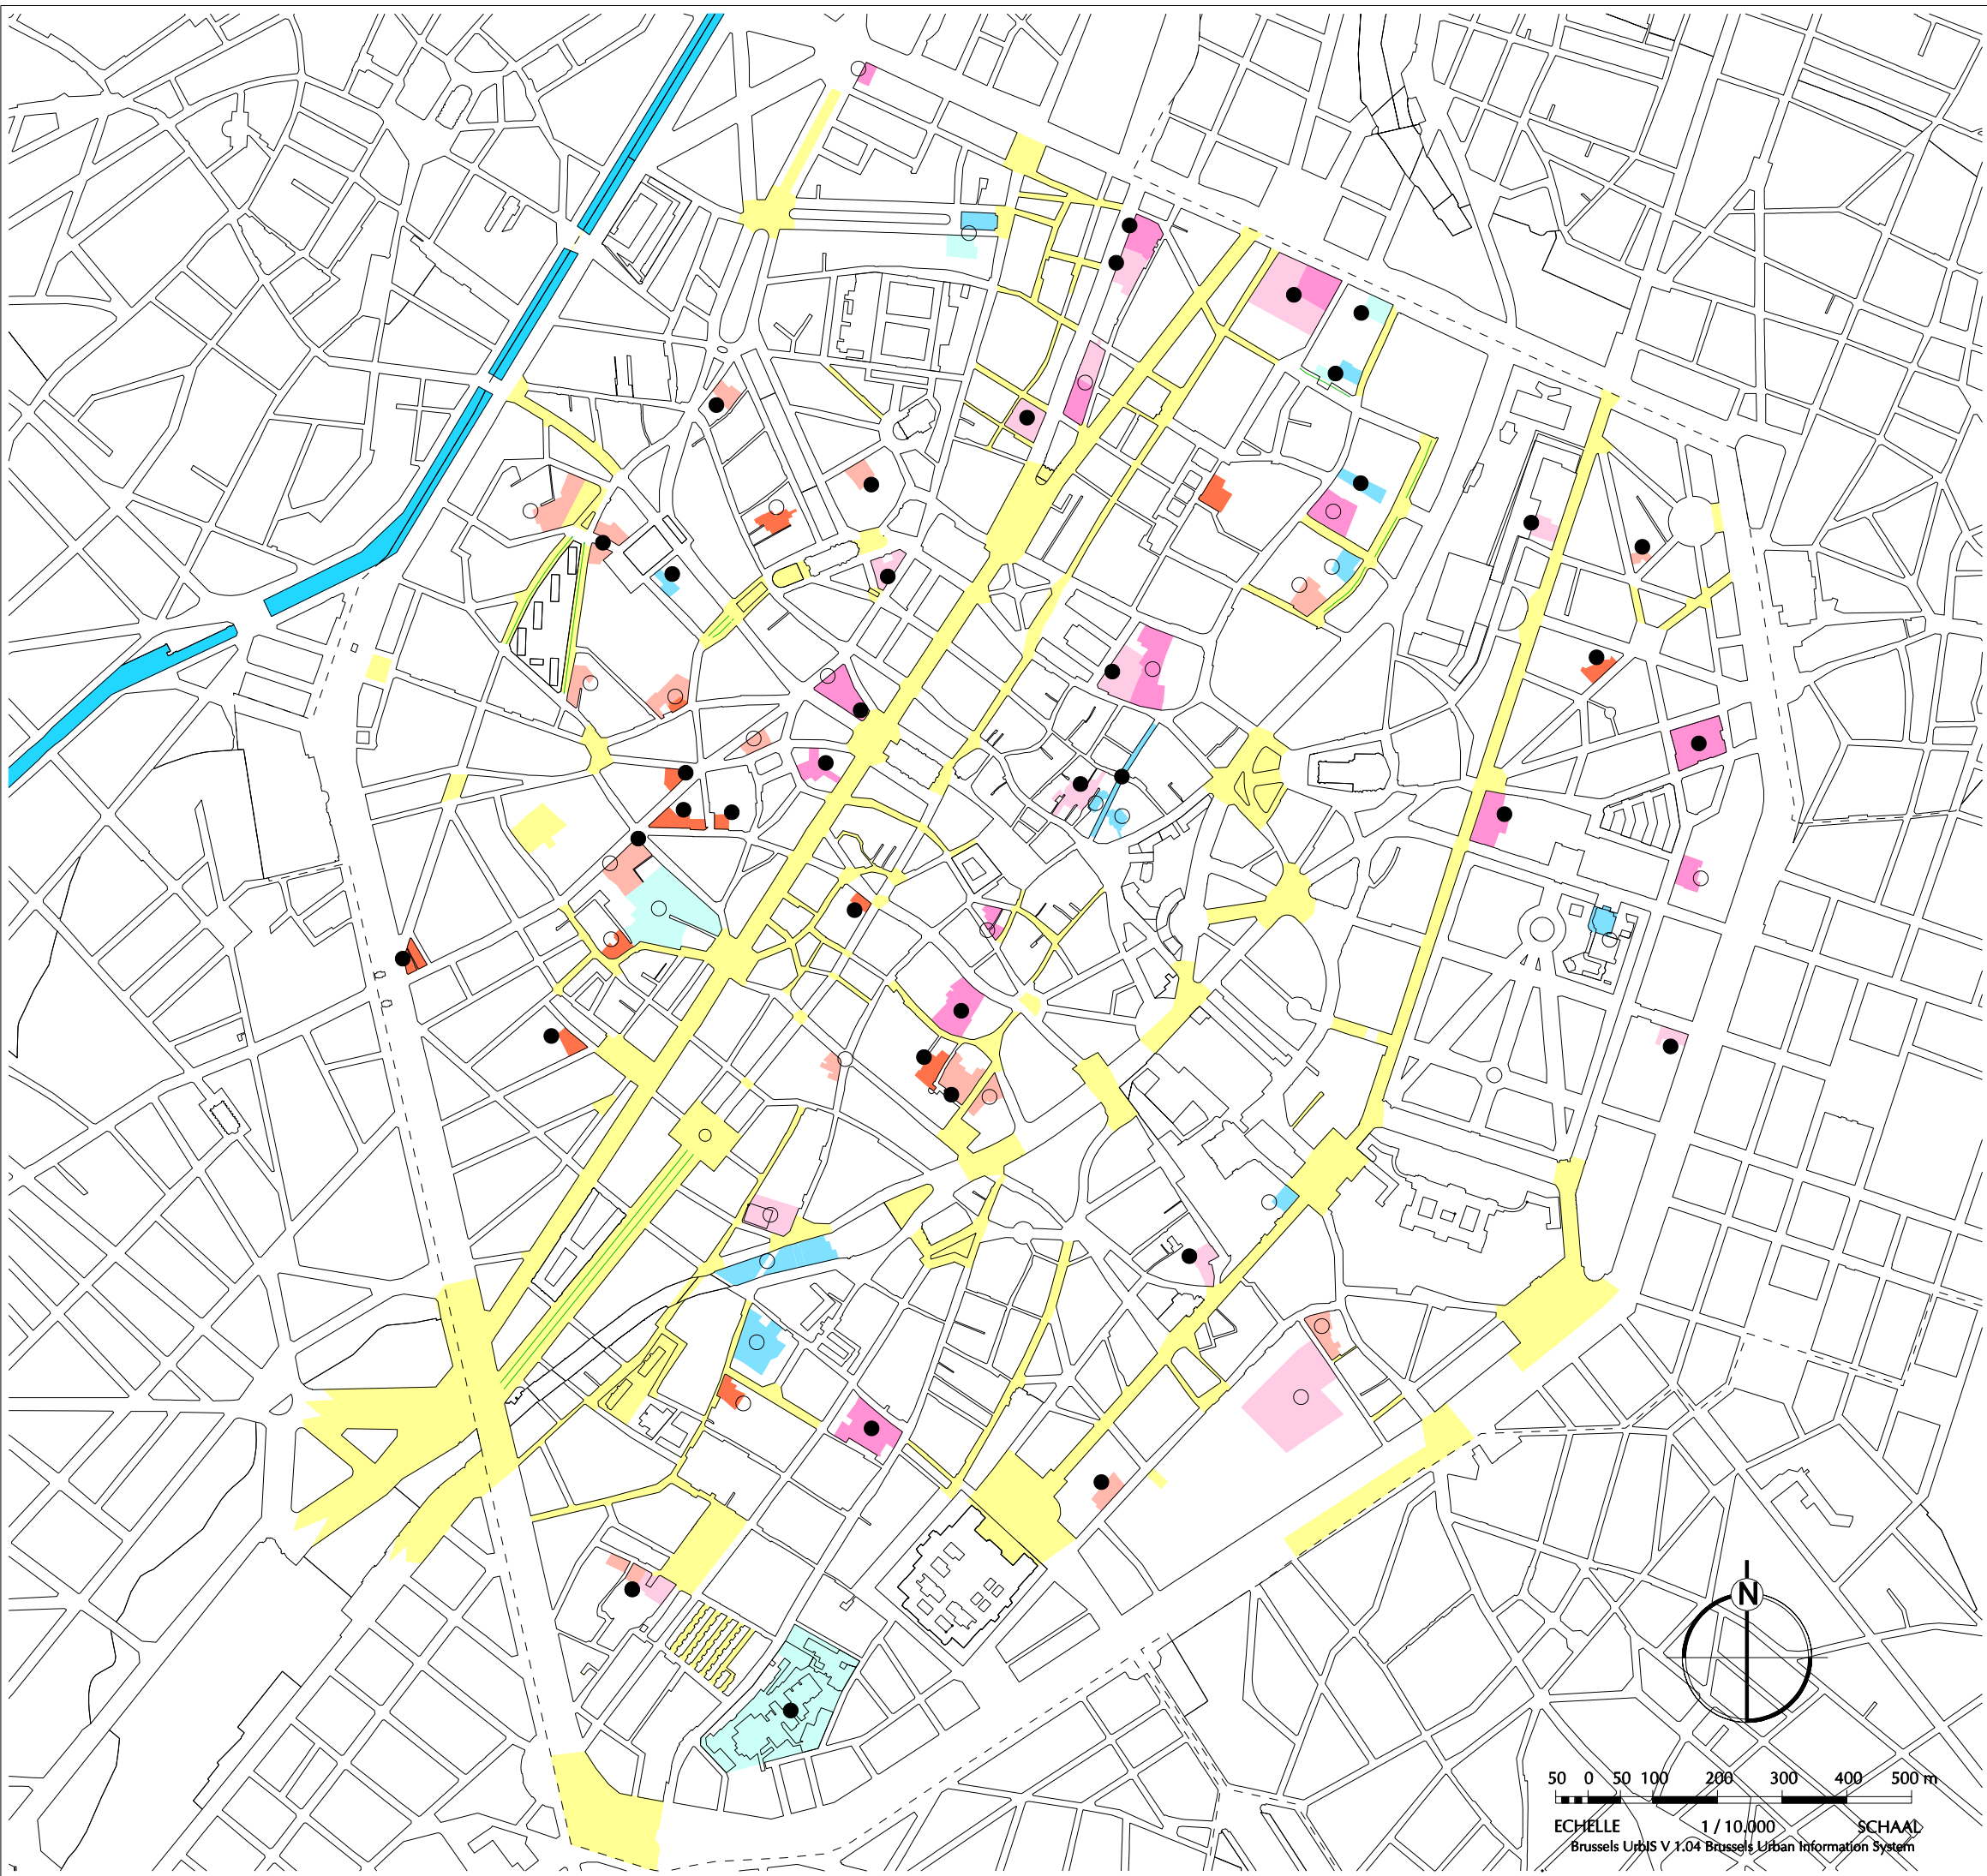 N
50 0 50 100 200 300 400 500 m
ECHELLE 1 / 10.000 SCHAAL
Brussels UrbIS V 1.04 Brussels Urban Information System